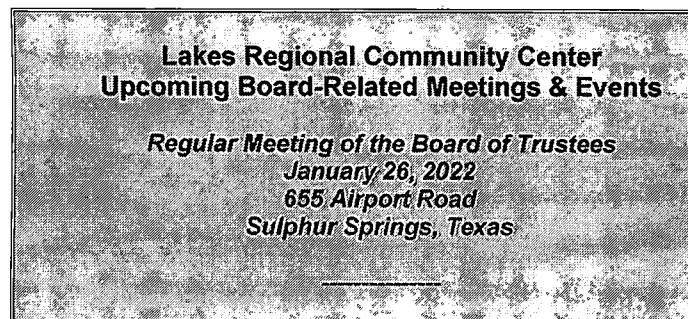 Lakes Regional Community Center
Upcoming Board-Related Meetings & Events
Regular Meeting of the Board of Trustees
January 26, 2022
655 Airport Road
Sulphur Springs, Texas